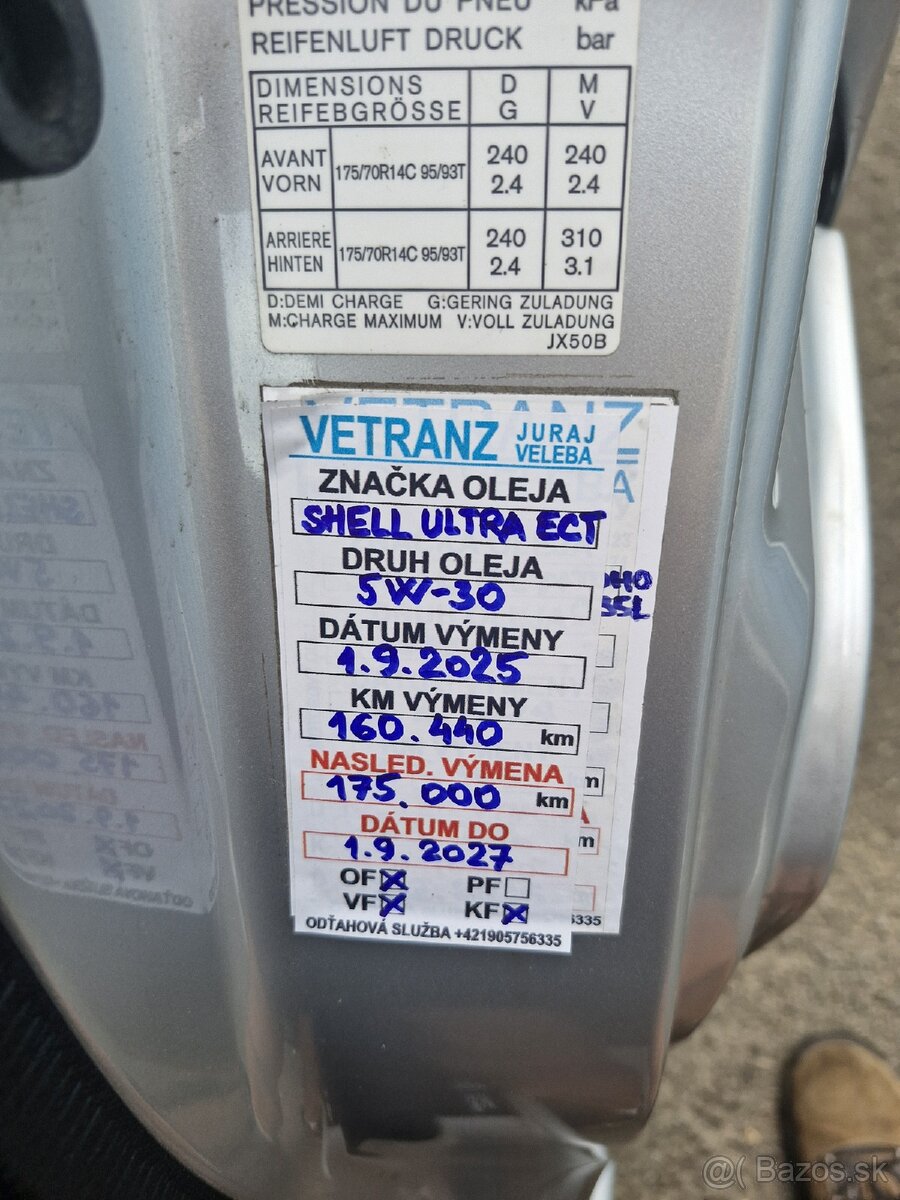 PRESSION DU PNEU kPa
REIFENLUFT DRUCK bar
DIMENSIONS D M
REIFEBGRÖSSE G V
AVANT 175/70R14C 95/93T 240 240
VORN 2.4 2.4
ARRIERE 175/70R14C 95/93T 240 310
HINTEN 2.4 3.1
D:DEMI CHARGE G:GERING ZULADUNG
M:CHARGE MAXIMUM V:VOLL ZULADUNG
JX50B
VETRANZ JURAJ VELEBA
ZNAČKA OLEJA
SHELL ULTRA ECT
DRUH OLEJA
5W-30
DÁTUM VÝMENY
1.9.2025
KM VÝMENY
160.440 km
NASLED. VÝMENA
175.000 km
DÁTUM DO
1.9.2027
OF PF
VF KF
ODŤAHOVÁ SLUŽBA +421905756335
@( Bazos.sk